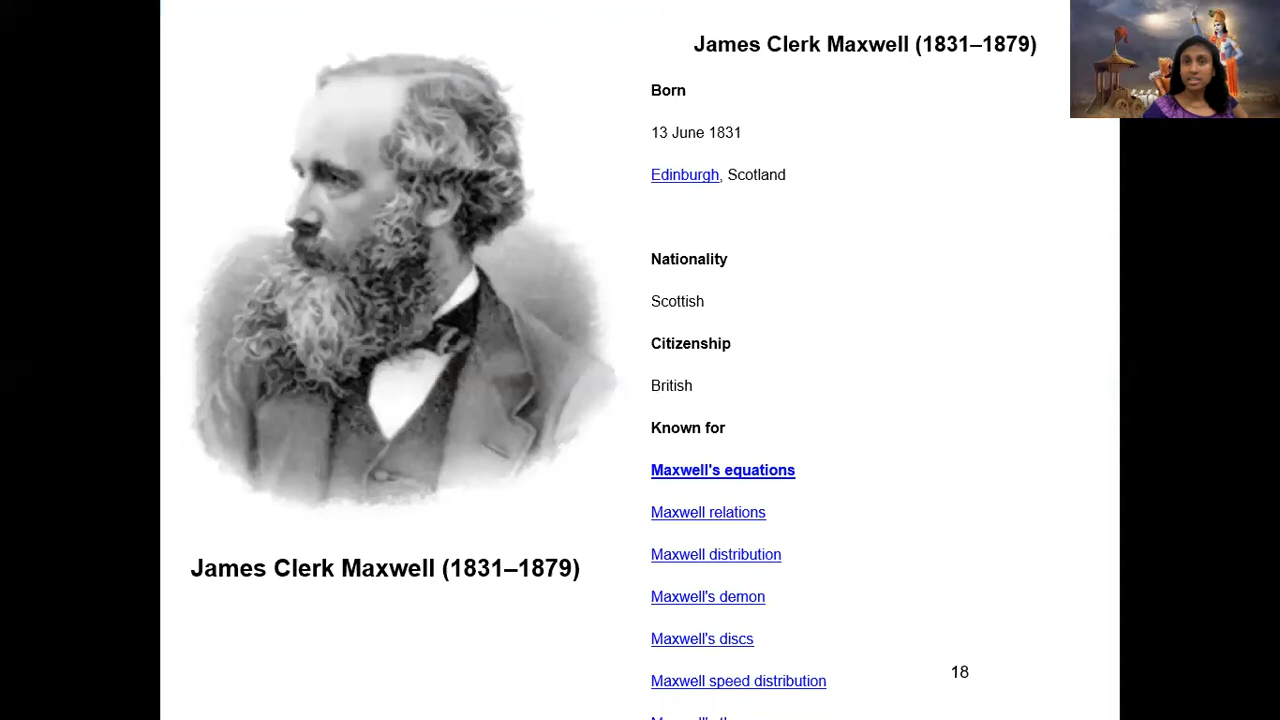 James Clerk Maxwell (1831–1879)
Born
13 June 1831
Edinburgh, Scotland
Nationality
Scottish
Citizenship
British
Known for
Maxwell's equations
Maxwell relations
Maxwell distribution
Maxwell's demon
Maxwell's discs
Maxwell speed distribution
James Clerk Maxwell (1831–1879)
18